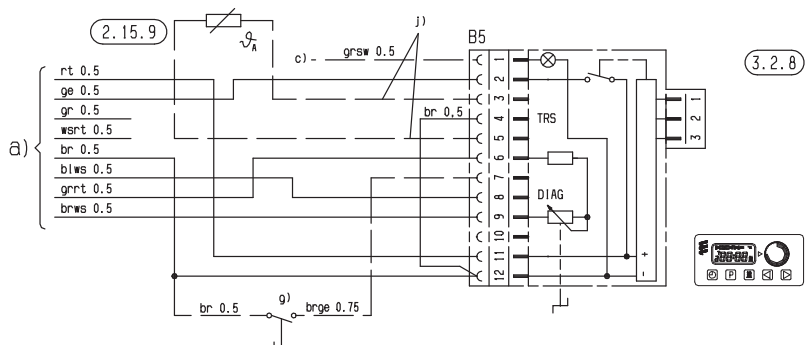 2.15.9
ϑA
j)
B5
c)
grsw 0.5
3.2.8
a)
rt 0.5
ge 0.5
gr 0.5
wsrt 0.5
br 0.5
blws 0.5
grrt 0.5
brws 0.5
br 0.5
1
2
3
4
5
6
7
8
9
10
11
12
TRS
DIAG
+
-
1
2
3
P
br 0.5
g)
brge 0.75